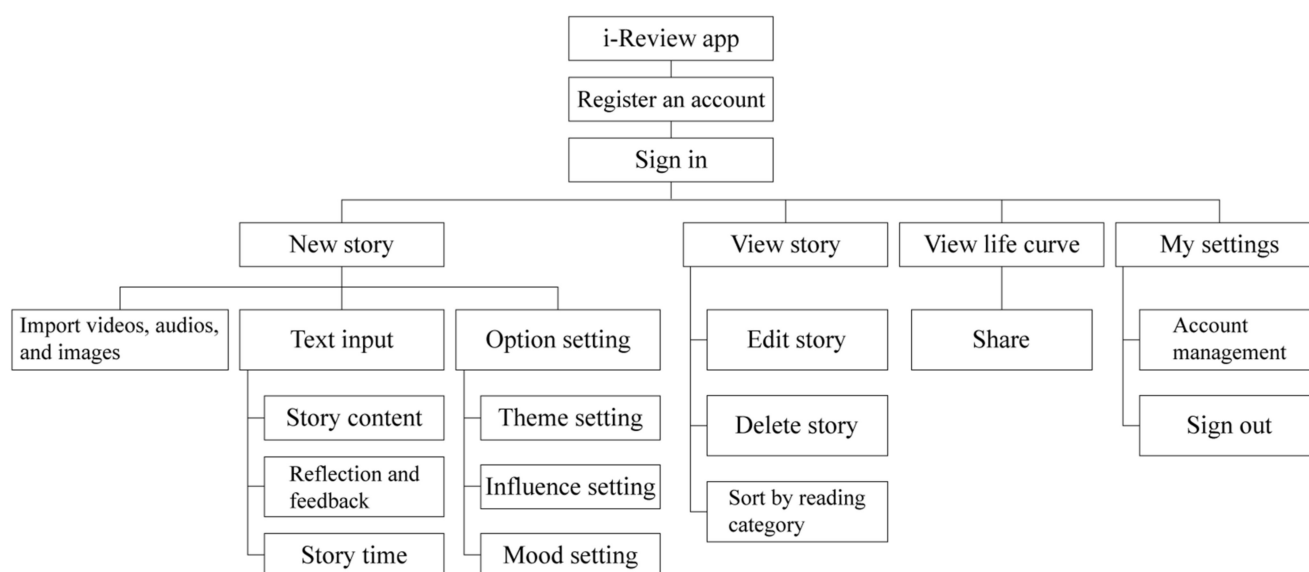 i-Review app
Register an account
Sign in
New story
View story
View life curve
My settings
Import videos, audios,
and images
Text input
Option setting
Edit story
Share
Account
management
Story content
Theme setting
Delete story
Sign out
Reflection and
feedback
Influence setting
Sort by reading
category
Story time
Mood setting